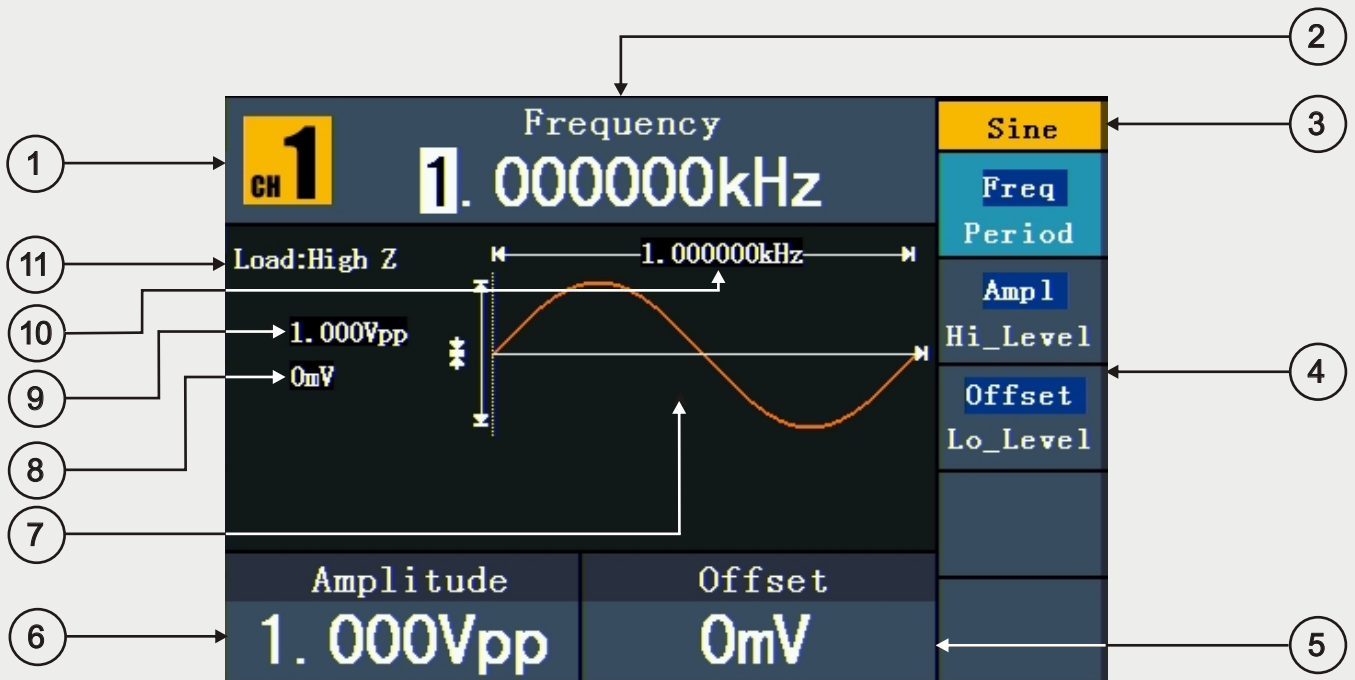 2
Frequency
3
Sine
1
CH 1
1. 000000kHz
Freq
Period
11
Load:High Z
1. 000000kHz
10
1. 000Vpp
Ampl
Hi_Level
9
0mV
4
Offset
Lo_Level
8
7
Amplitude
Offset
6
1. 000Vpp
0mV
5